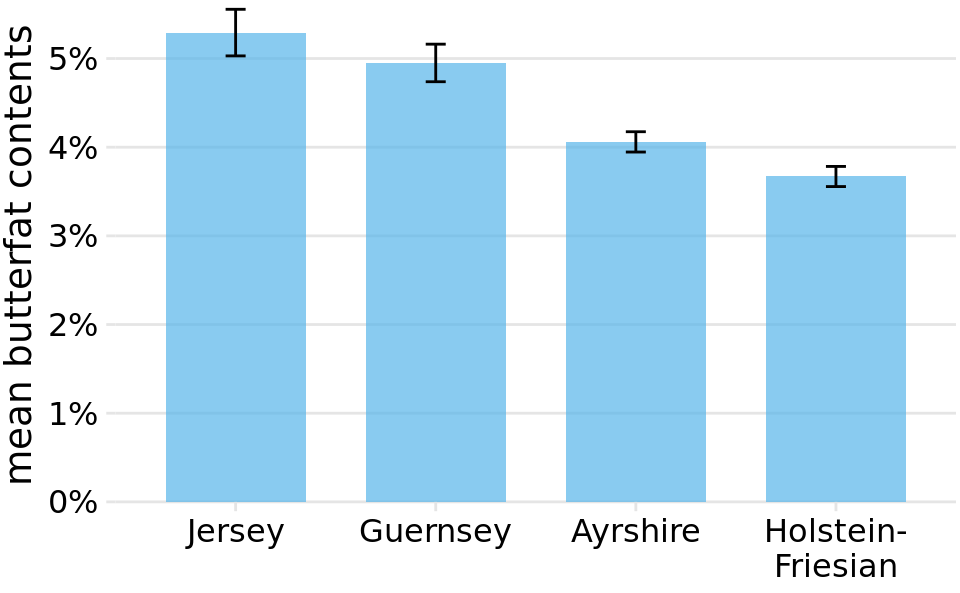 mean butterfat contents
5%
4%
3%
2%
1%
0%
Jersey
Guernsey
Ayrshire
Holstein-
Friesian